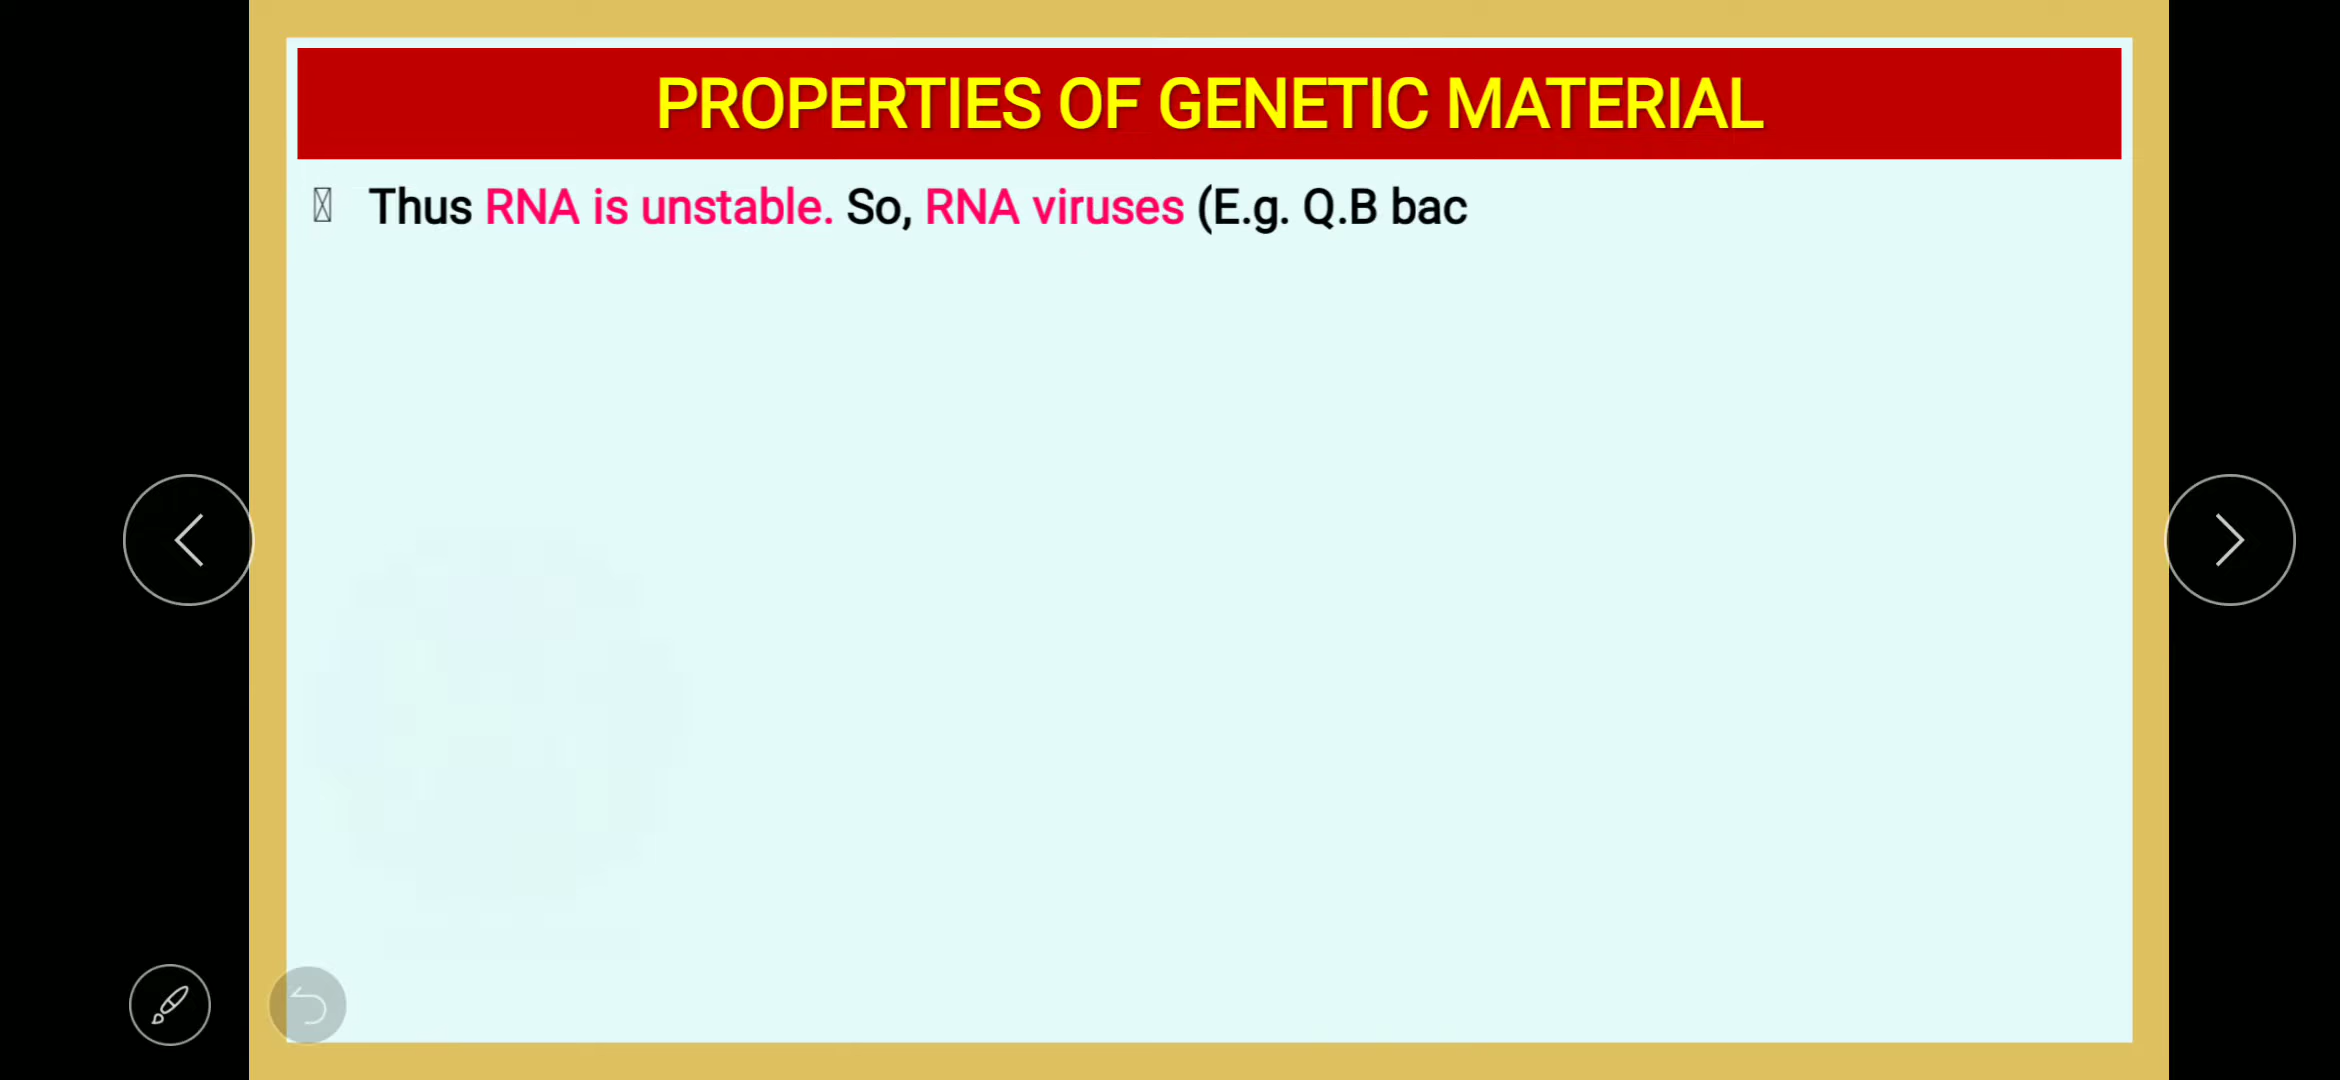 PROPERTIES OF GENETIC MATERIAL
Thus RNA is unstable. So, RNA viruses (E.g. Q.B bac